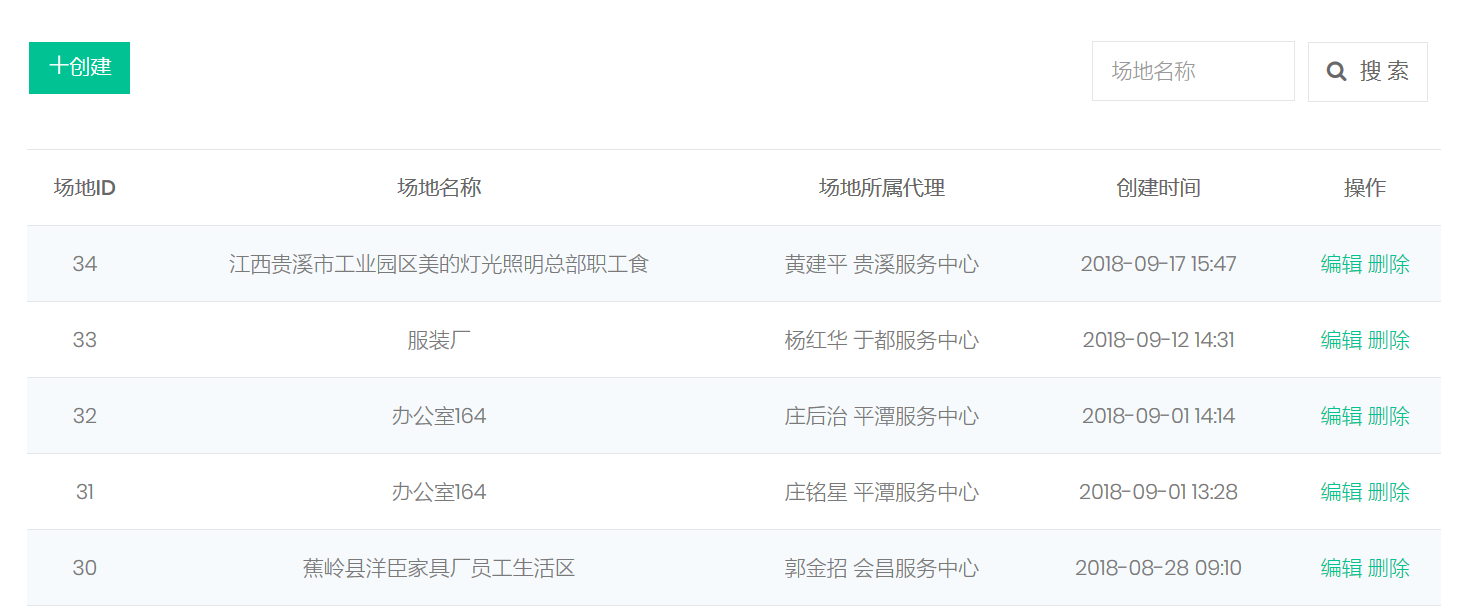 十创建
场地名称 搜 索
场地ID 场地名称 场地所属代理 创建时间 操作
34 江西贵溪市工业园区美的灯光照明总部职工食 黄建平 贵溪服务中心 2018-09-17 15:47 编辑 删除
33 服装厂 杨红华 于都服务中心 2018-09-12 14:31 编辑 删除
32 办公室164 庄后治 平潭服务中心 2018-09-01 14:14 编辑 删除
31 办公室164 庄铭星 平潭服务中心 2018-09-01 13:28 编辑 删除
30 蕉岭县洋臣家具厂员工生活区 郭金招 会昌服务中心 2018-08-28 09:10 编辑 删除